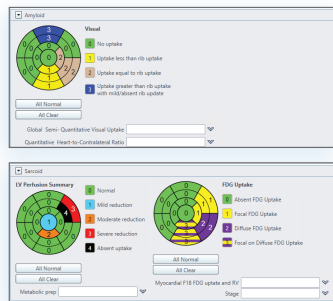 Amyloid
Visual
0 No uptake
1 Uptake less than rib uptake
2 Uptake equal to rib uptake
3 Uptake greater than rib uptake
with mild/absent rib update
All Normal
All Clear
Global Semi- Quantitative Visual Uptake
Quantitative Heart-to-Contralateral Ratio
Sarcoid
LV Perfusion Summary
0 Normal
1 Mild reduction
2 Moderate reduction
3 Severe reduction
4 Absent uptake
FDG Uptake
0 Absent FDG Uptake
1 Focal FDG Uptake
2 Diffuse FDG Uptake
3 Focal on Diffuse FDG Uptake
All Normal
All Clear
All Normal
All Clear
Metabolic prep
Myocardial F18 FDG uptake and RV
Stage